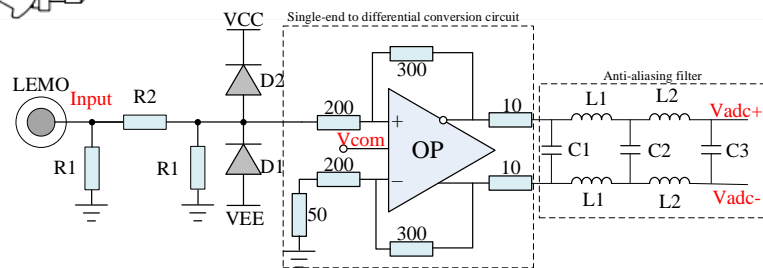 Single-end to differential conversion circuit
VCC
300
Anti-aliasing filter
LEMO
D2
L1
L2
Input
R2
200
10
Vadc+
+
Vcom
OP
C1
C2
C3
R1
R1
D1
200
−
10
L1
L2
Vadc-
VEE
50
300